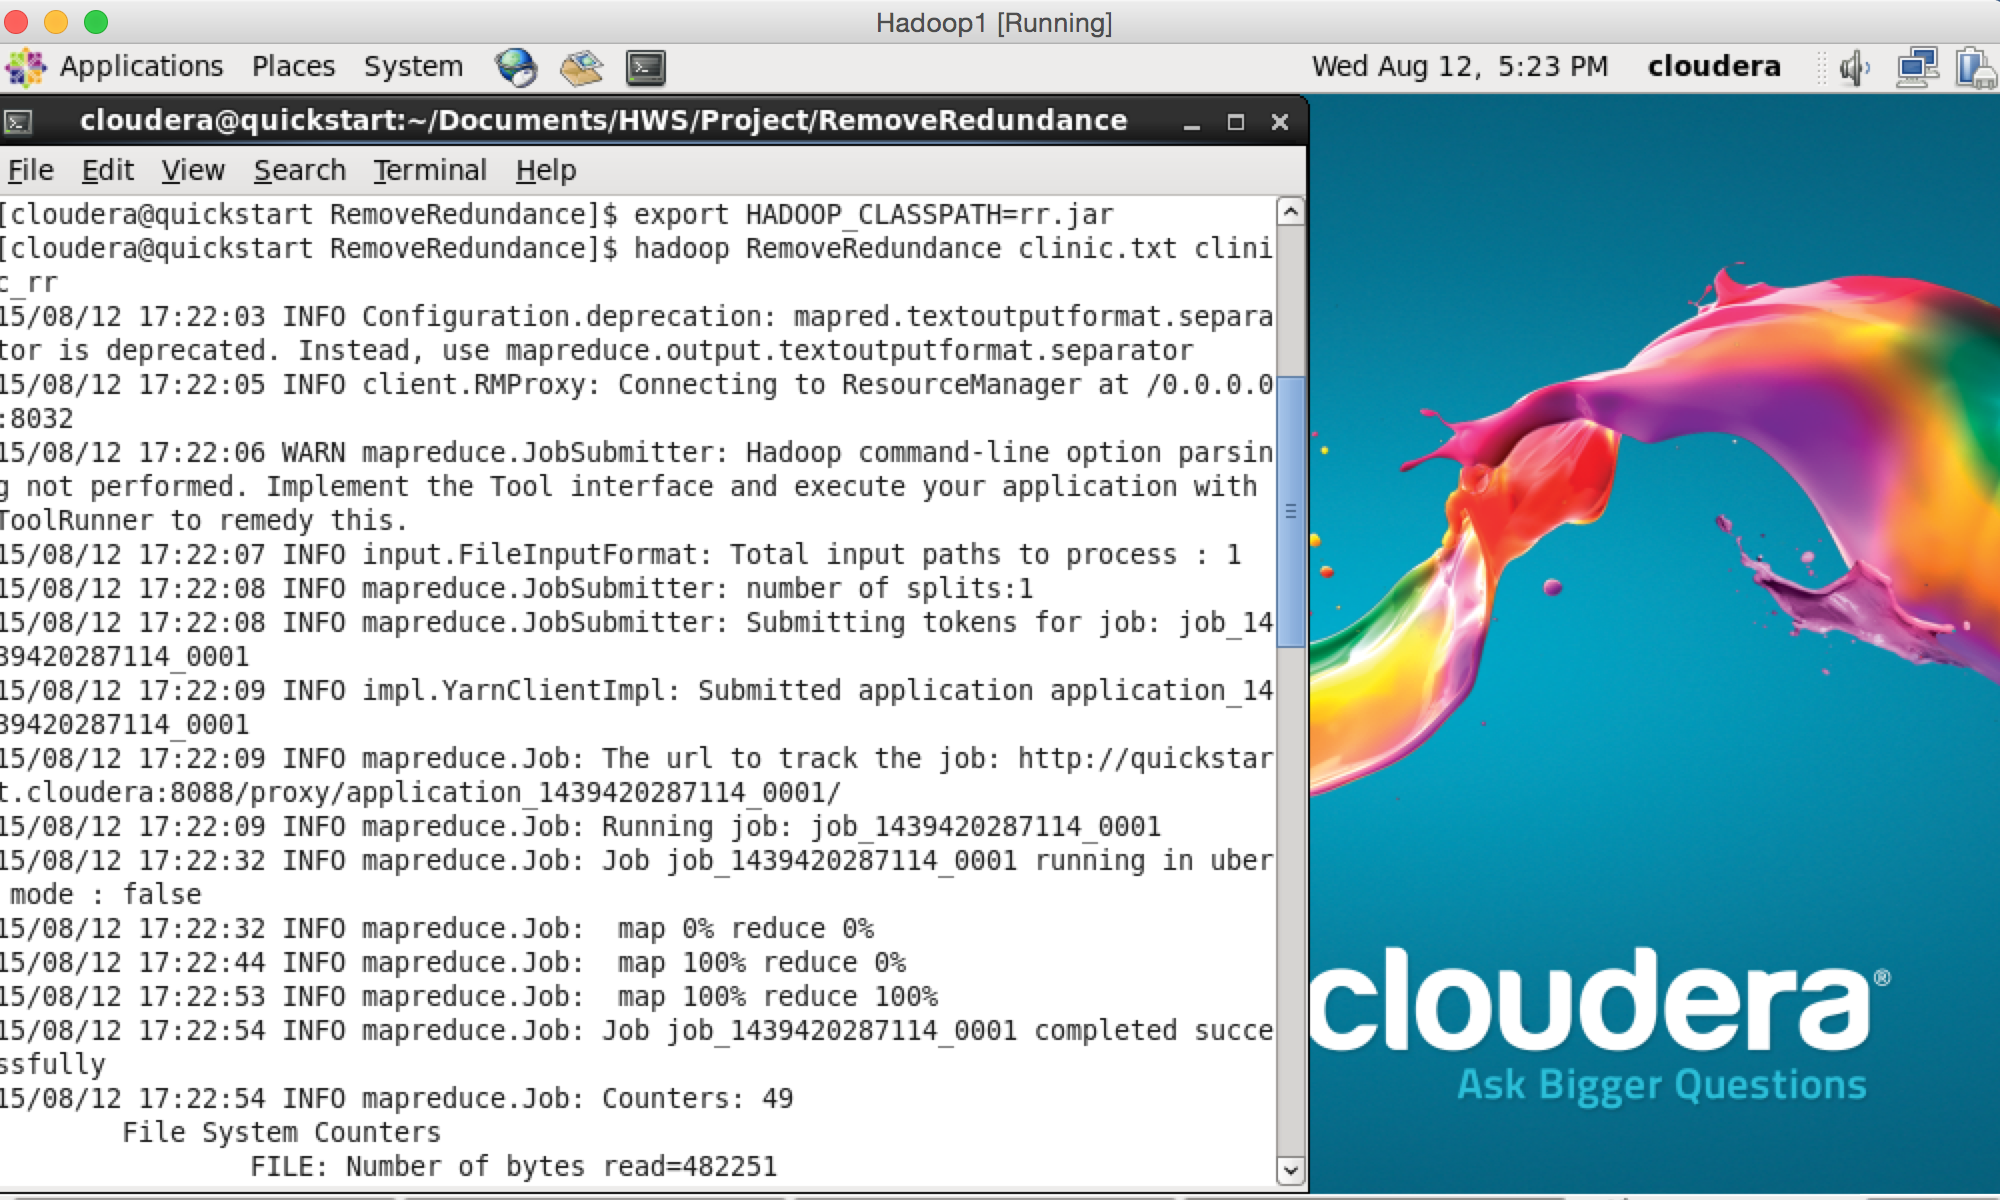 Hadoop1 [Running]
Applications Places System Wed Aug 12, 5:23 PM cloudera
cloudera@quickstart:~/Documents/HWS/Project/RemoveRedundance
File Edit View Search Terminal Help
[cloudera@quickstart RemoveRedundance]$ export HADOOP_CLASSPATH=rr.jar
[cloudera@quickstart RemoveRedundance]$ hadoop RemoveRedundance clinic.txt clini
c_rr
15/08/12 17:22:03 INFO Configuration.deprecation: mapred.textoutputformat.separa
tor is deprecated. Instead, use mapreduce.output.textoutputformat.separator
15/08/12 17:22:05 INFO client.RMProxy: Connecting to ResourceManager at /0.0.0.0
:8032
15/08/12 17:22:06 WARN mapreduce.JobSubmitter: Hadoop command-line option parsin
g not performed. Implement the Tool interface and execute your application with
ToolRunner to remedy this.
15/08/12 17:22:07 INFO input.FileInputFormat: Total input paths to process : 1
15/08/12 17:22:08 INFO mapreduce.JobSubmitter: number of splits:1
15/08/12 17:22:08 INFO mapreduce.JobSubmitter: Submitting tokens for job: job_14
39420287114_0001
15/08/12 17:22:09 INFO impl.YarnClientImpl: Submitted application application_14
39420287114_0001
15/08/12 17:22:09 INFO mapreduce.Job: The url to track the job: http://quickstar
t.cloudera:8088/proxy/application_1439420287114_0001/
15/08/12 17:22:09 INFO mapreduce.Job: Running job: job_1439420287114_0001
15/08/12 17:22:32 INFO mapreduce.Job: Job job_1439420287114_0001 running in uber
 mode : false
15/08/12 17:22:32 INFO mapreduce.Job:  map 0% reduce 0%
15/08/12 17:22:44 INFO mapreduce.Job:  map 100% reduce 0%
15/08/12 17:22:53 INFO mapreduce.Job:  map 100% reduce 100%
15/08/12 17:22:54 INFO mapreduce.Job: Job job_1439420287114_0001 completed succe
ssfully
15/08/12 17:22:54 INFO mapreduce.Job: Counters: 49
File System Counters
FILE: Number of bytes read=482251
cloudera®
Ask Bigger Questions